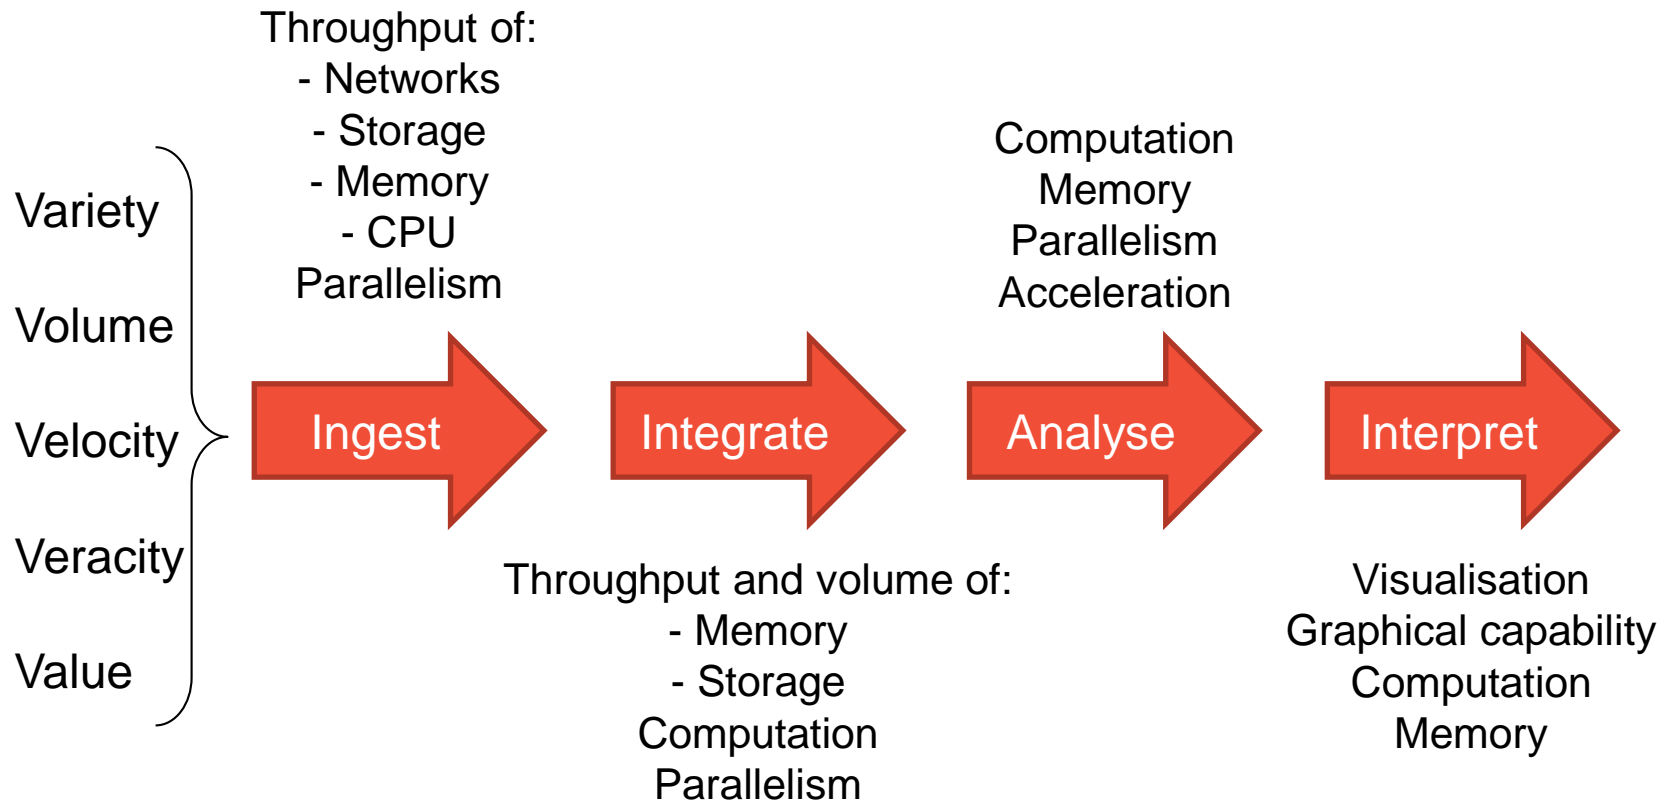 Throughput of:
- Networks
- Storage
- Memory
- CPU
Parallelism
Computation
Memory
Parallelism
Acceleration
Variety
Volume
Velocity
Veracity
Value
Ingest
Integrate
Analyse
Interpret
Throughput and volume of:
- Memory
- Storage
Computation
Parallelism
Visualisation
Graphical capability
Computation
Memory